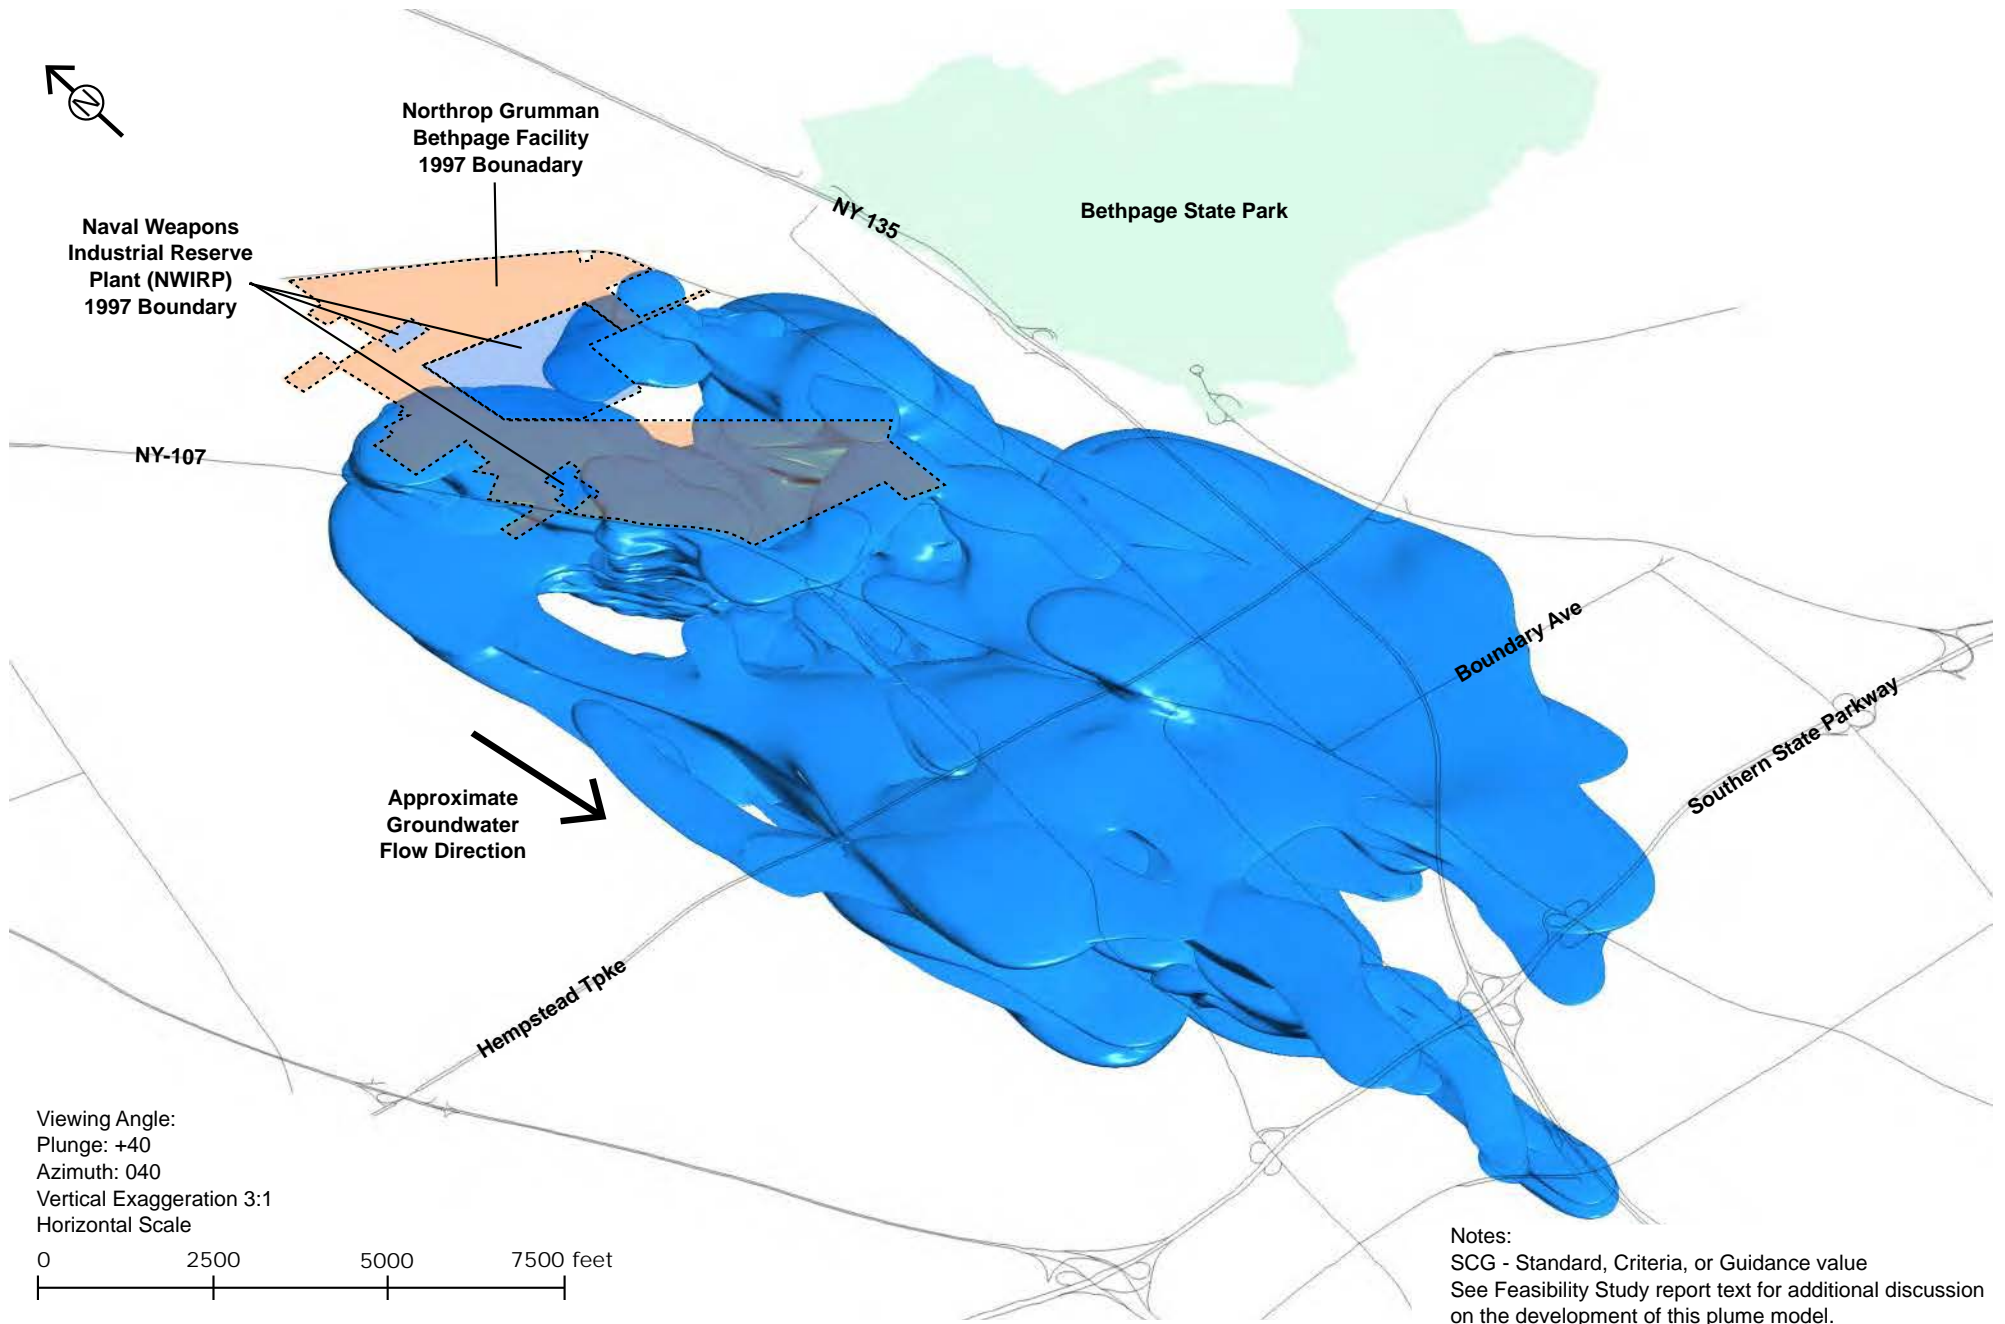 N
Northrop Grumman
Bethpage Facility
1997 Bounadary
Naval Weapons
Industrial Reserve
Plant (NWIRP)
1997 Boundary
NY 135
Bethpage State Park
NY-107
Boundary Ave
Southern State Parkway
Approximate
Groundwater
Flow Direction
Hempstead Tpke
Viewing Angle:
Plunge: +40
Azimuth: 040
Vertical Exaggeration 3:1
Horizontal Scale
0 2500 5000 7500 feet
Notes:
SCG - Standard, Criteria, or Guidance value
See Feasibility Study report text for additional discussion
on the development of this plume model.